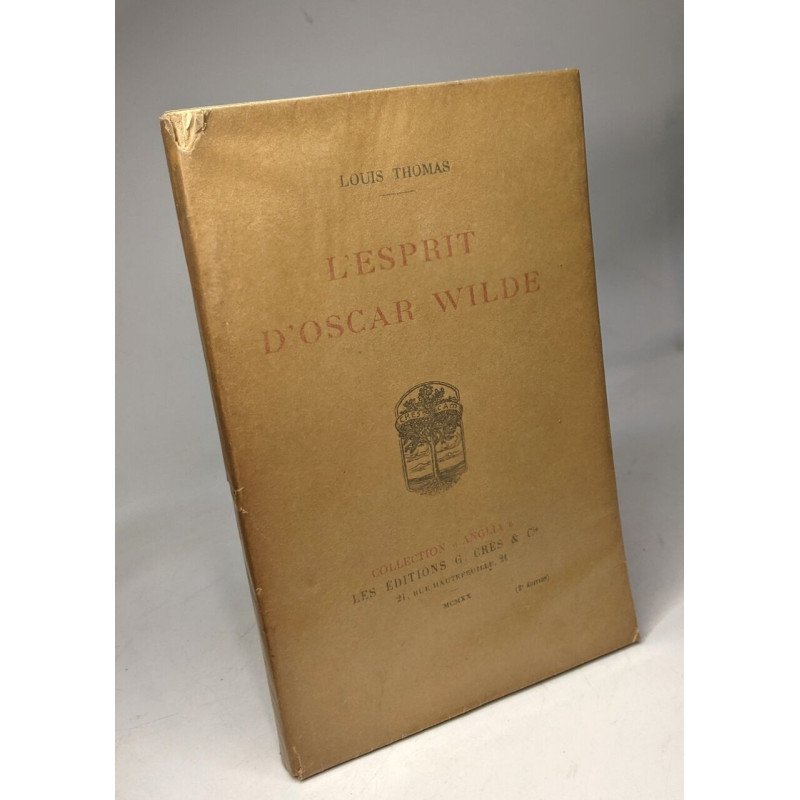 LOUIS THOMAS
L'ESPRIT
D'OSCAR WILDE
COLLECTION « ANGLIA »
LES ÉDITIONS G. CRÈS & Cie
21, RUE HAUTEFEUILLE, 21
MCMXX